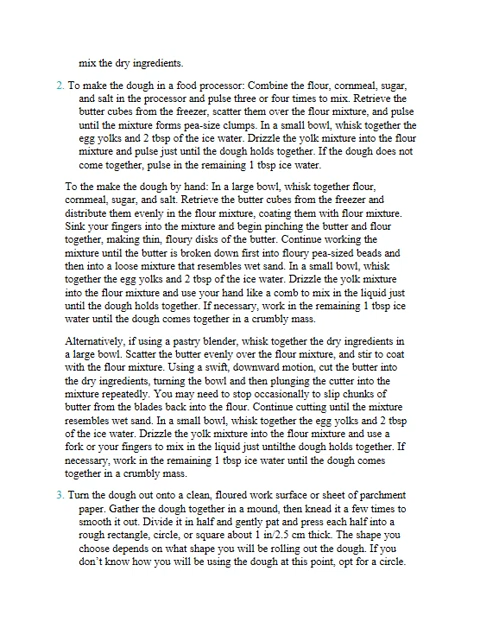 mix the dry ingredients.
2. To make the dough in a food processor: Combine the flour, cornmeal, sugar,
and salt in the processor and pulse three or four times to mix. Retrieve the
butter cubes from the freezer, scatter them over the flour mixture, and pulse
until the mixture forms pea-size clumps. In a small bowl, whisk together the
egg yolks and 2 tbsp of the ice water. Drizzle the yolk mixture into the flour
mixture and pulse just until the dough holds together. If the dough does not
come together, pulse in the remaining 1 tbsp ice water.
To the make the dough by hand: In a large bowl, whisk together flour,
cornmeal, sugar, and salt. Retrieve the butter cubes from the freezer and
distribute them evenly in the flour mixture, coating them with flour mixture.
Sink your fingers into the mixture and begin pinching the butter and flour
together, making thin, floury disks of the butter. Continue working the
mixture until the butter is broken down first into floury pea-sized beads and
then into a loose mixture that resembles wet sand. In a small bowl, whisk
together the egg yolks and 2 tbsp of the ice water. Drizzle the yolk mixture
into the flour mixture and use your hand like a comb to mix in the liquid just
until the dough holds together. If necessary, work in the remaining 1 tbsp ice
water until the dough comes together in a crumbly mass.
Alternatively, if using a pastry blender, whisk together the dry ingredients in
a large bowl. Scatter the butter evenly over the flour mixture, and stir to coat
with the flour mixture. Using a swift, downward motion, cut the butter into
the dry ingredients, turning the bowl and then plunging the cutter into the
mixture repeatedly. You may need to stop occasionally to slip chunks of
butter from the blades back into the flour. Continue cutting until the mixture
resembles wet sand. In a small bowl, whisk together the egg yolks and 2 tbsp
of the ice water. Drizzle the yolk mixture into the flour mixture and use a
fork or your fingers to mix in the liquid just untilthe dough holds together. If
necessary, work in the remaining 1 tbsp ice water until the dough comes
together in a crumbly mass.
3. Turn the dough out onto a clean, floured work surface or sheet of parchment
paper. Gather the dough together in a mound, then knead it a few times to
smooth it out. Divide it in half and gently pat and press each half into a
rough rectangle, circle, or square about 1 in/2.5 cm thick. The shape you
choose depends on what shape you will be rolling out the dough. If you
don’t know how you will be using the dough at this point, opt for a circle.